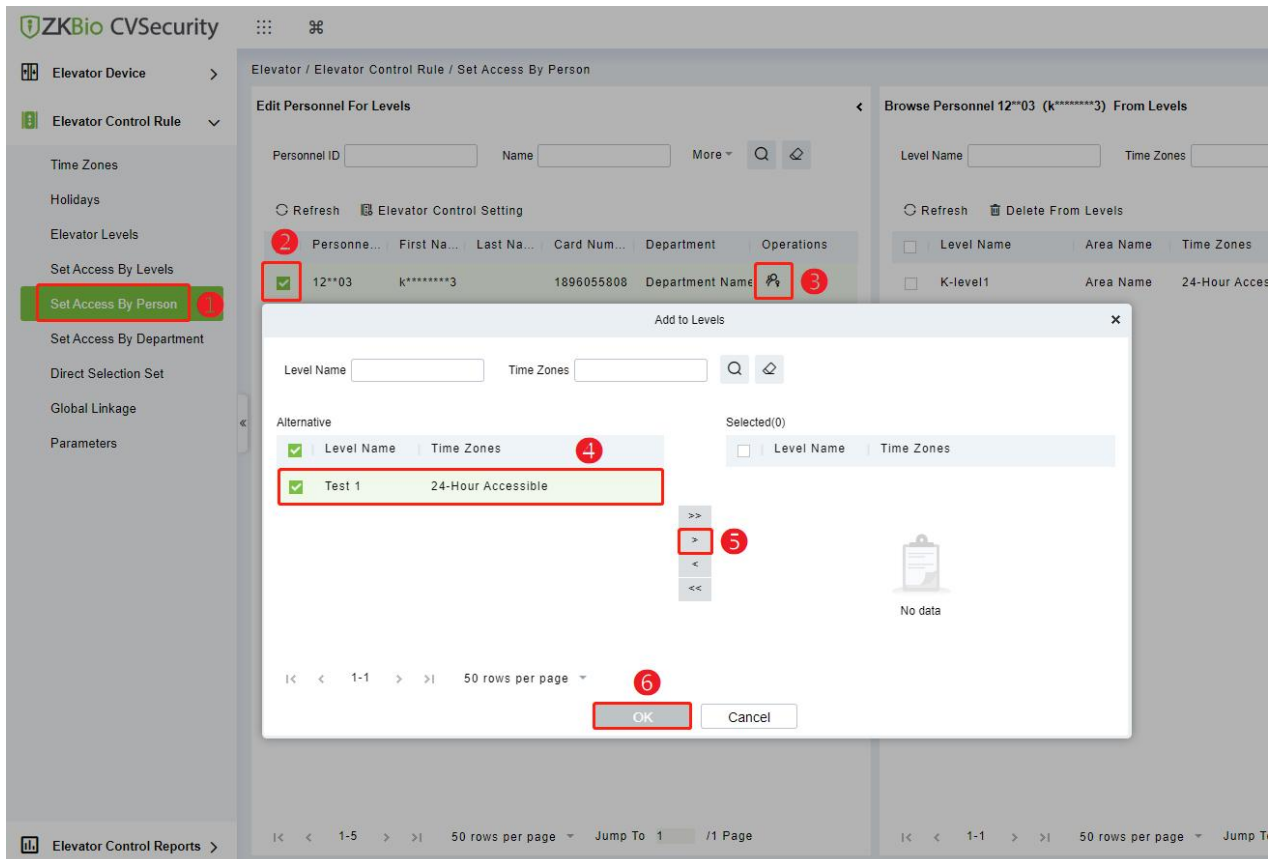 ZKBio CVSecurity
Elevator Device
Elevator Control Rule
Time Zones
Holidays
Elevator Levels
Set Access By Levels
Set Access By Person 1
Set Access By Department
Direct Selection Set
Global Linkage
Parameters
Elevator Control Reports
Elevator / Elevator Control Rule / Set Access By Person
Edit Personnel For Levels
Personnel ID Name More
Refresh Elevator Control Setting
2 Personne... First Na... Last Na... Card Num... Department Operations
12**03 k********3 1896055808 Department Name 3
Browse Personnel 12**03 (k********3) From Levels
Level Name Time Zones
Refresh Delete From Levels
Level Name Area Name Time Zones
K-level1 Area Name 24-Hour Acces
Add to Levels ×
Level Name Time Zones
Alternative
Level Name Time Zones 4
Test 1 24-Hour Accessible
>>
> 5
<
<<
Selected(0)
Level Name Time Zones
No data
|< < 1-1 > >| 50 rows per page
6
OK Cancel
|< < 1-5 > >| 50 rows per page Jump To 1 /1 Page
|< < 1-1 > >| 50 rows per page Jump T